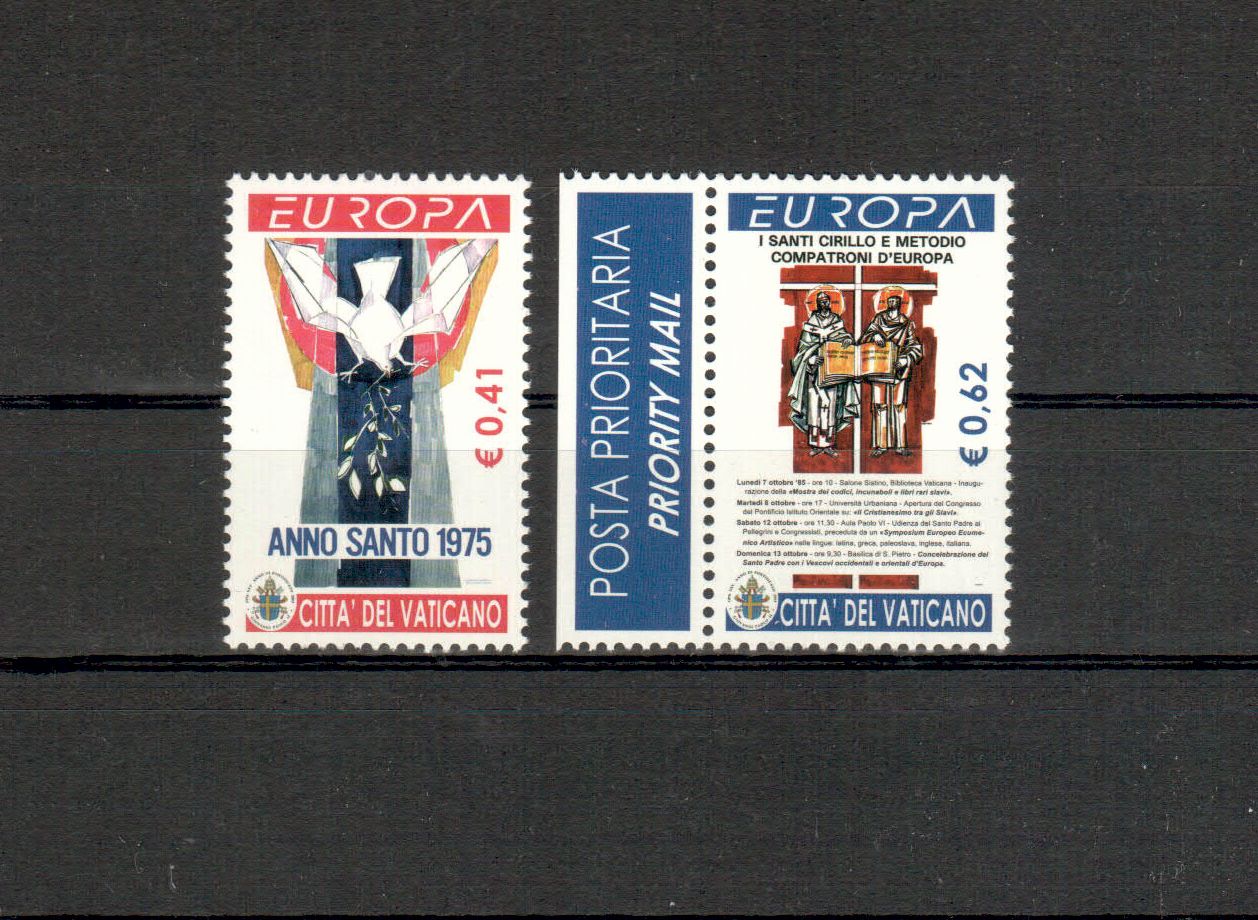 EUROPA
€ 0,41
ANNO SANTO 1975
CITTA' DEL VATICANO
POSTA PRIORITARIA
PRIORITY MAIL
EUROPA
I SANTI CIRILLO E METODIO
COMPATRONI D'EUROPA
€ 0,62
Lunedì 7 ottobre '85 - ore 10 - Salone Sistino, Biblioteca Vaticana - Inaugu-
razione della «Mostra dei codici, incunaboli e libri rari slavi».
Martedì 8 ottobre - ore 17 - Università Urbaniana - Apertura del Congresso
del Pontificio Istituto Orientale su: «Il Cristianesimo tra gli Slavi».
Sabato 12 ottobre - ore 11,30 - Aula Paolo VI - Udienza del Santo Padre ai
Pellegrini e Congressisti, preceduta da un «Symposium Europeo Ecume-
nico Artistico» nelle lingue: latina, greca, paleoslava, inglese, italiana.
Domenica 13 ottobre - ore 9,30 - Basilica di S. Pietro - Concelebrazione del
Santo Padre con i Vescovi occidentali e orientali d'Europa.
CITTA' DEL VATICANO